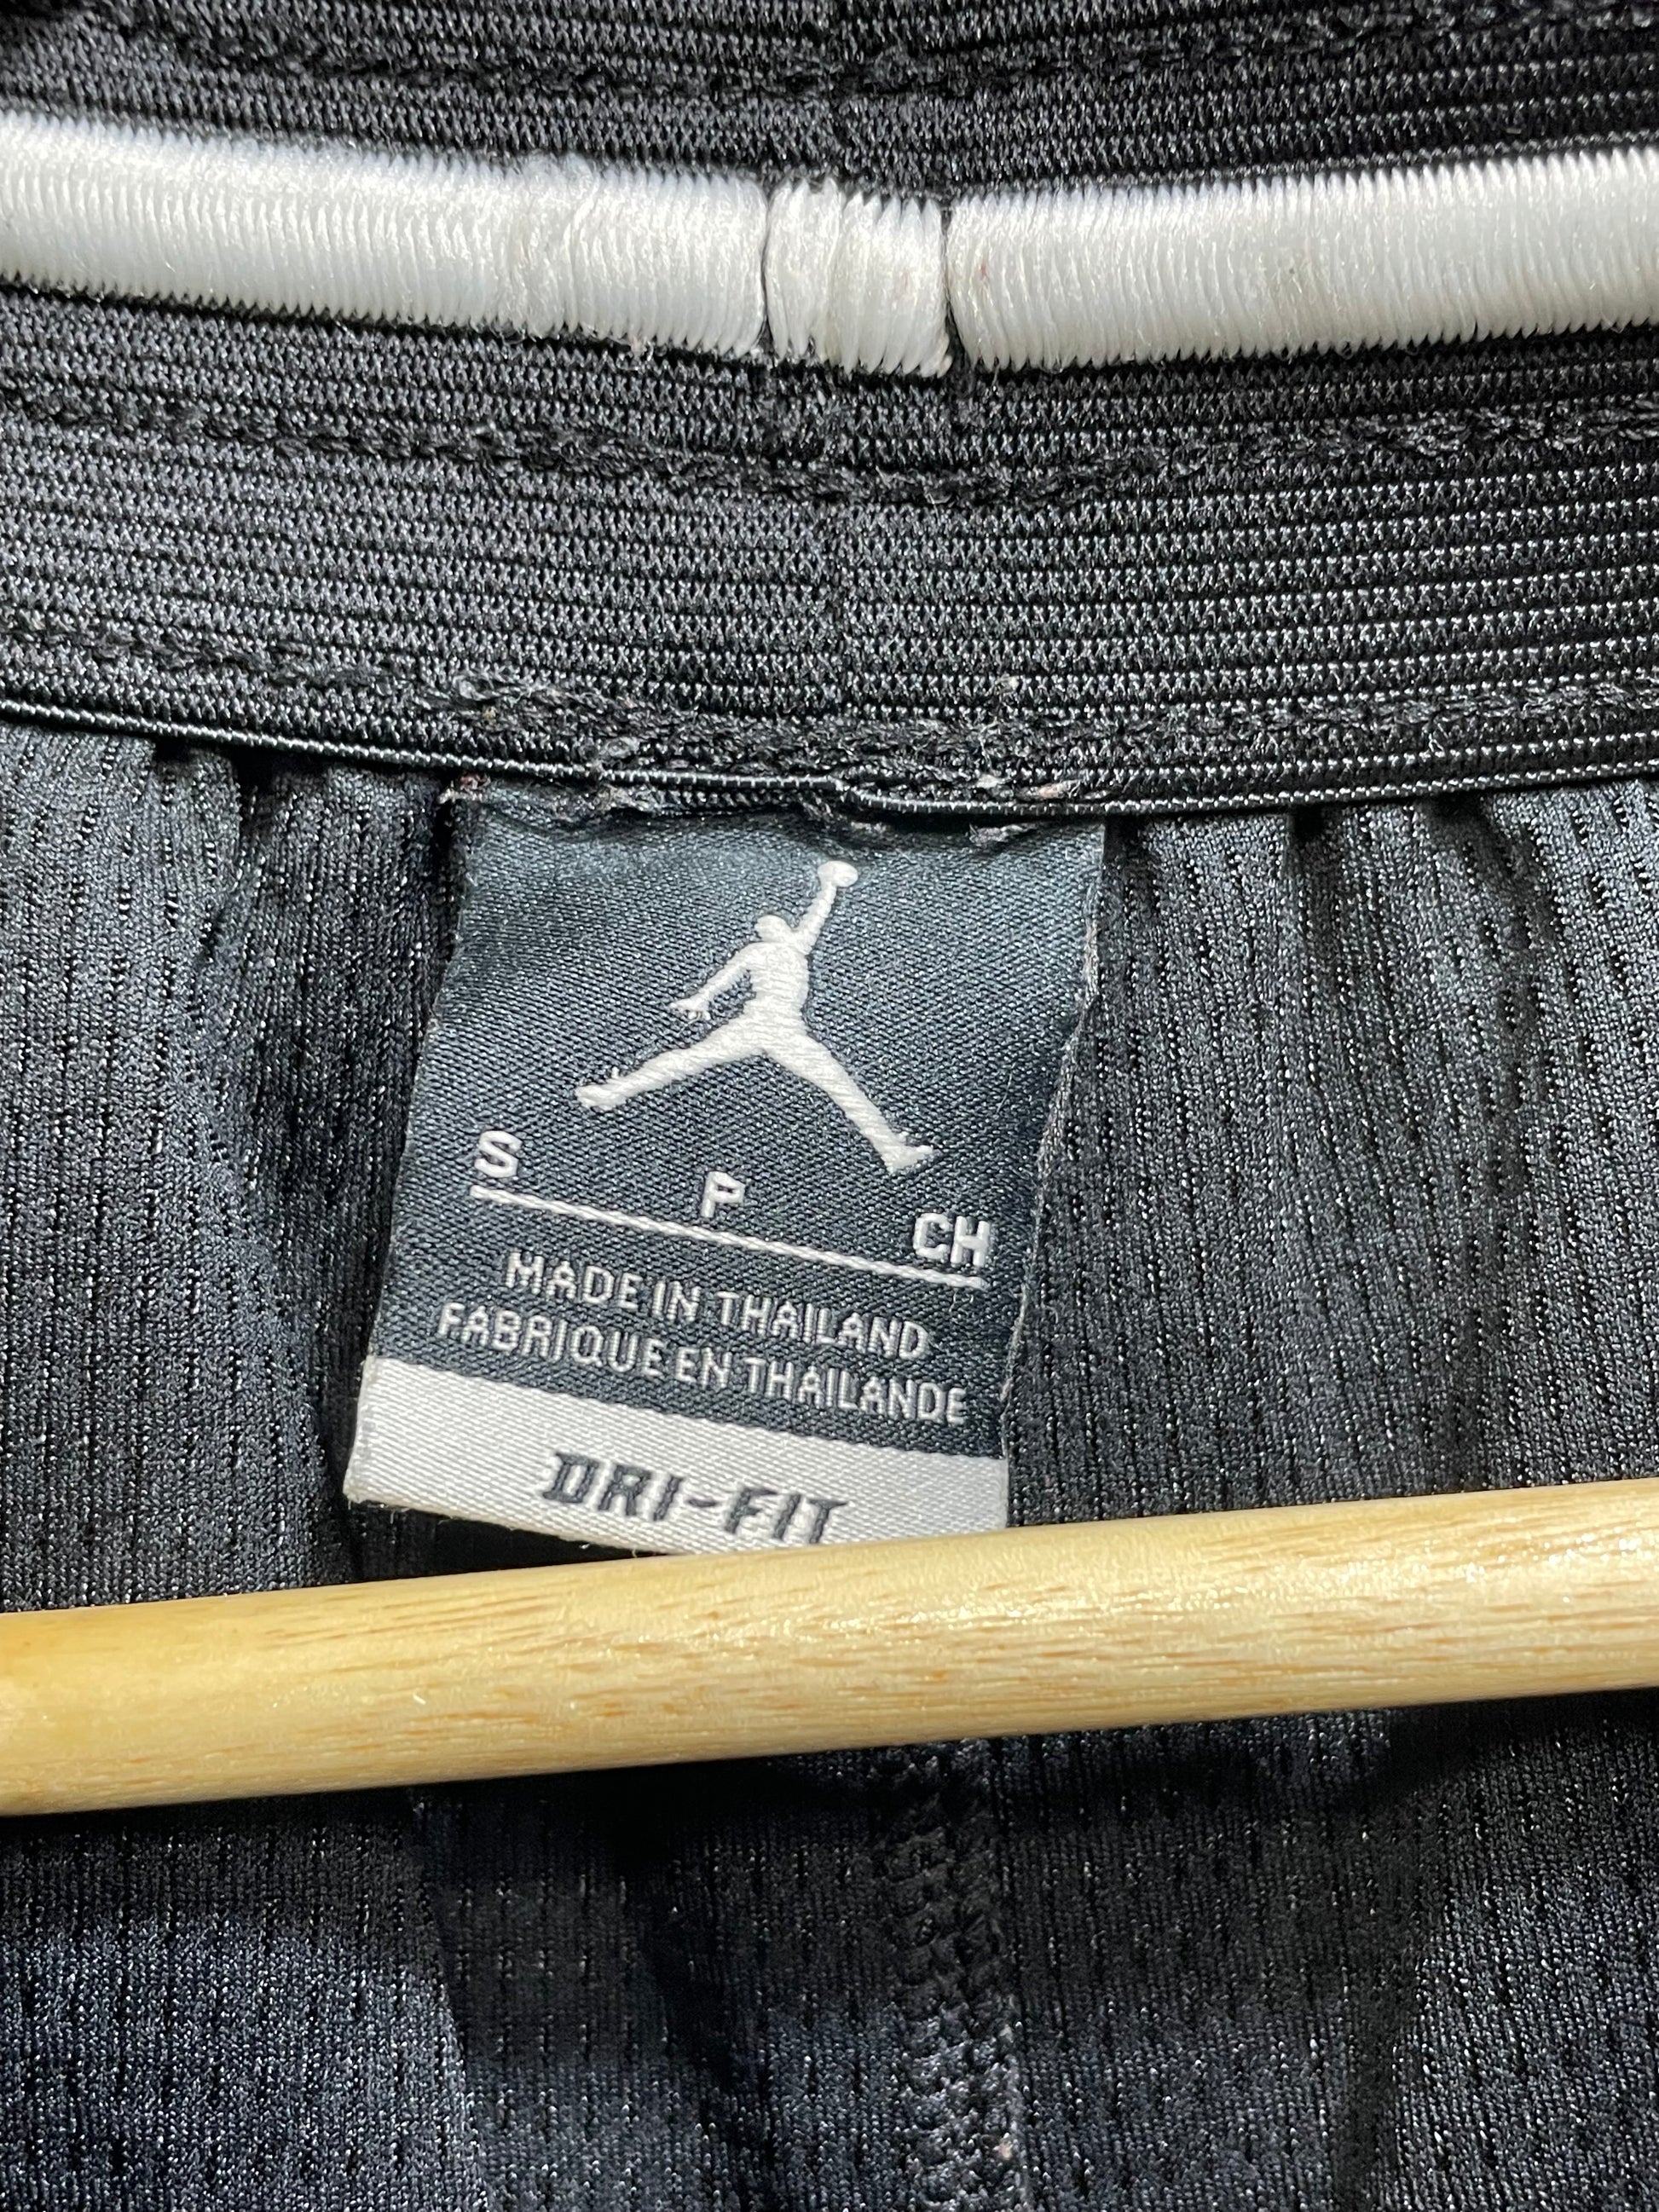 S P CH
MADE IN THAILAND
FABRIQUE EN THAILANDE
DRI-FIT